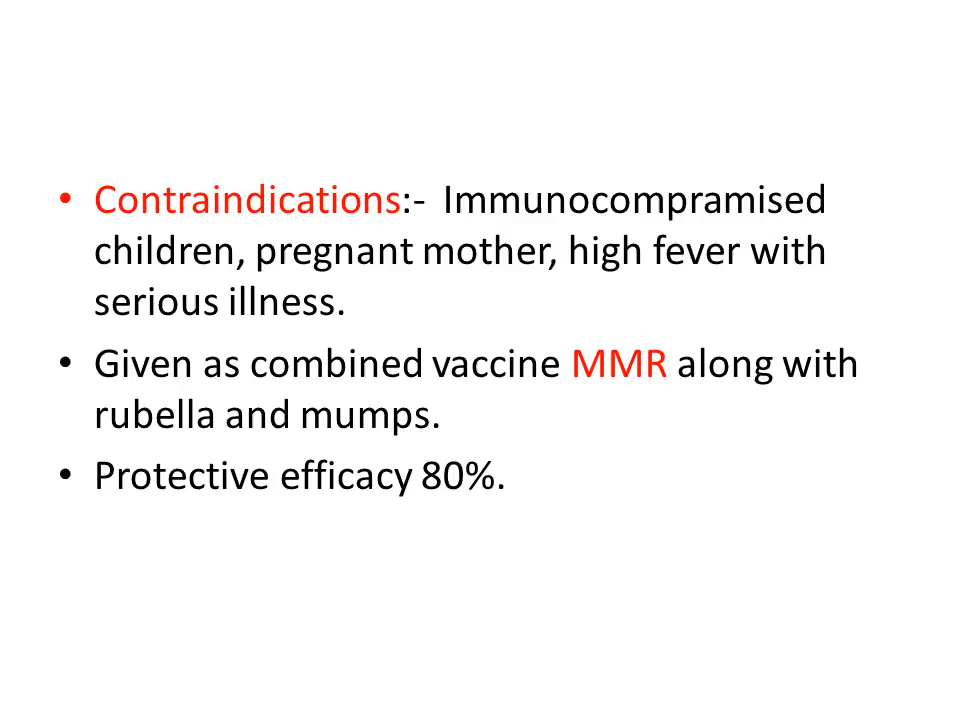 • Contraindications:- Immunocompramised
children, pregnant mother, high fever with
serious illness.
• Given as combined vaccine MMR along with
rubella and mumps.
• Protective efficacy 80%.